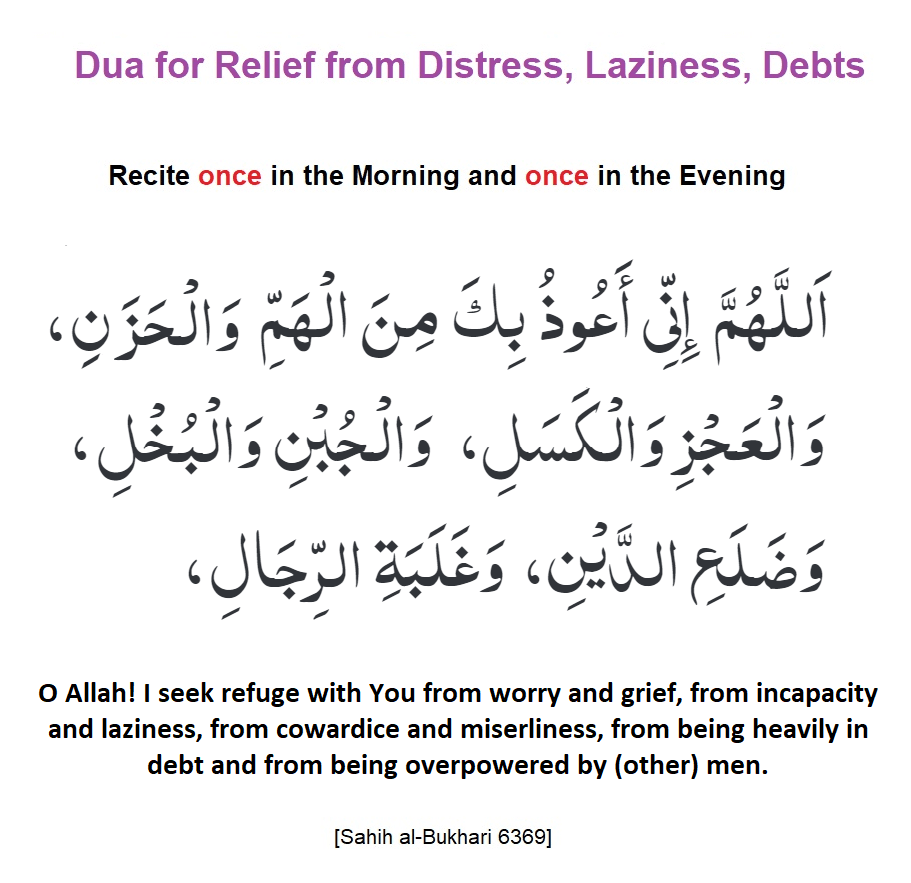 Dua for Relief from Distress, Laziness, Debts
Recite once in the Morning and once in the Evening
اَللَّهُمَّ إِنِّي أَعُوذُ بِكَ مِنَ الْهَمِّ وَالْحَزَنِ،
وَالْعَجْزِ وَالْكَسَلِ، وَالْجُبْنِ وَالْبُخْلِ،
وَضَلَعِ الدَّيْنِ، وَغَلَبَةِ الرِّجَالِ،
O Allah! I seek refuge with You from worry and grief, from incapacity
and laziness, from cowardice and miserliness, from being heavily in
debt and from being overpowered by (other) men.
[Sahih al-Bukhari 6369]